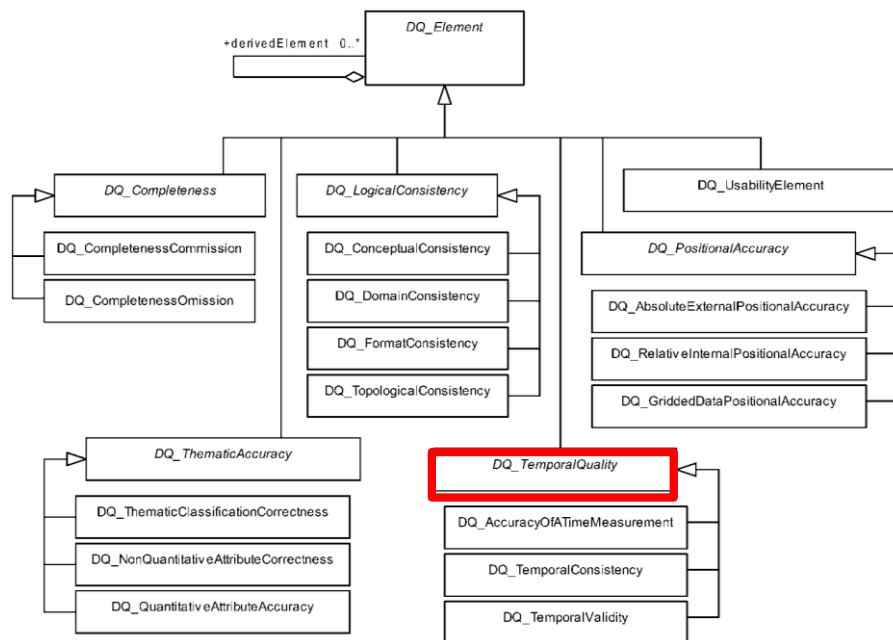 DQ_Element
+derivedElement 0..*
DQ_Completeness
DQ_CompletenessCommission
DQ_CompletenessOmission
DQ_LogicalConsistency
DQ_ConceptualConsistency
DQ_DomainConsistency
DQ_FormatConsistency
DQ_TopologicalConsistency
DQ_UsabilityElement
DQ_PositionalAccuracy
DQ_AbsoluteExternalPositionalAccuracy
DQ_RelativeInternalPositionalAccuracy
DQ_GriddedDataPositionalAccuracy
DQ_ThematicAccuracy
DQ_ThematicClassificationCorrectness
DQ_NonQuantitativeAttributeCorrectness
DQ_QuantitativeAttributeAccuracy
DQ_TemporalQuality
DQ_AccuracyOfATimeMeasurement
DQ_TemporalConsistency
DQ_TemporalValidity